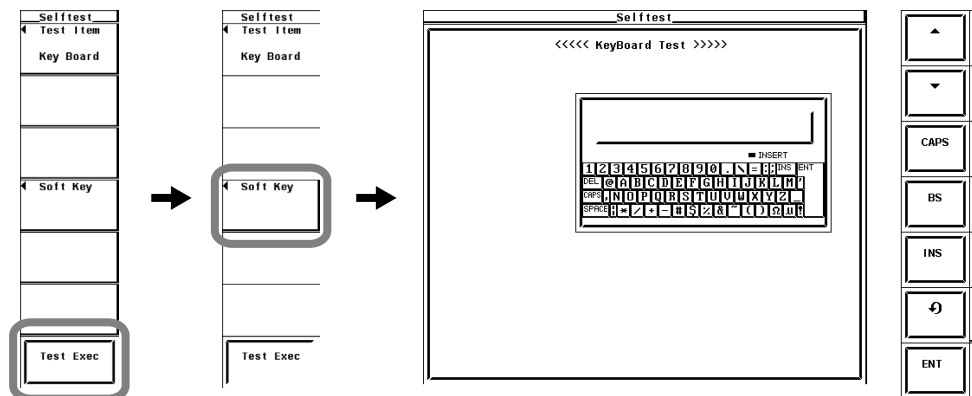 Selftest
Test Item
Key Board
Soft Key
Test Exec
Selftest
Test Item
Key Board
Soft Key
Test Exec
Selftest
<<<<< KeyBoard Test >>>>>
INSERT
1 2 3 4 5 6 7 8 9 0 . \ = : ; INS ENT
DEL @ A B C D E F G H I J K L M '
CAPS , N O P Q R S T U V W X Y Z _
SPACE ¦ * / + - # $ % & ~ ( ) Ω µ !
CAPS
BS
INS
ENT